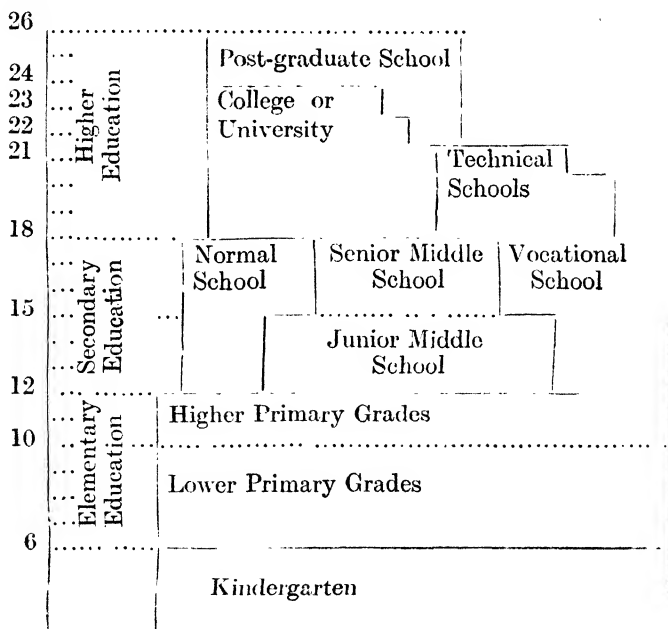 26
Post-graduate School
24
23
College or
22
University
21
Technical
Schools
Higher
Education
18
Normal
School
Senior Middle
School
Vocational
School
15
Junior Middle
School
Secondary
Education
12
Higher Primary Grades
10
Lower Primary Grades
Elementary
Education
6
Kindergarten